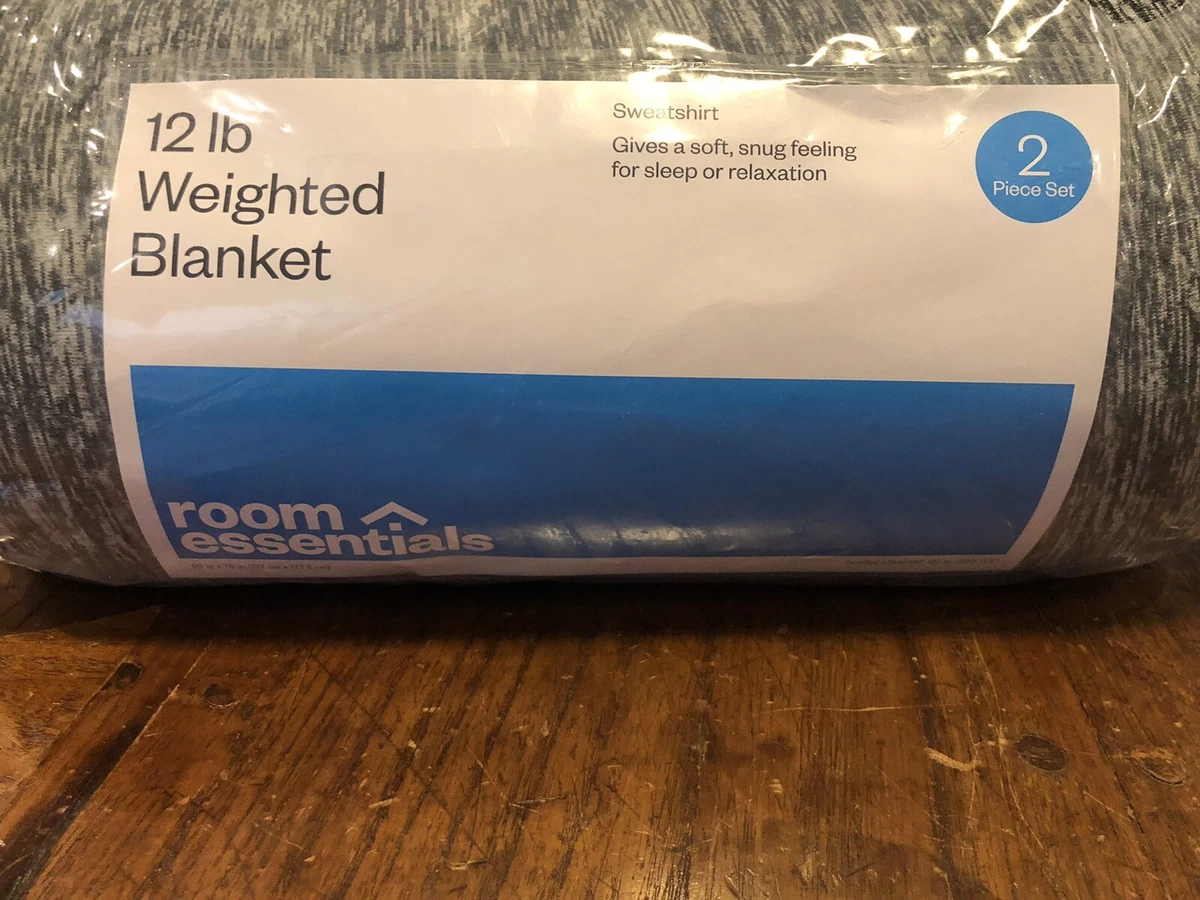 12 lb
Weighted
Blanket
Sweatshirt
Gives a soft, snug feeling
for sleep or relaxation
2
Piece Set
room
essentials